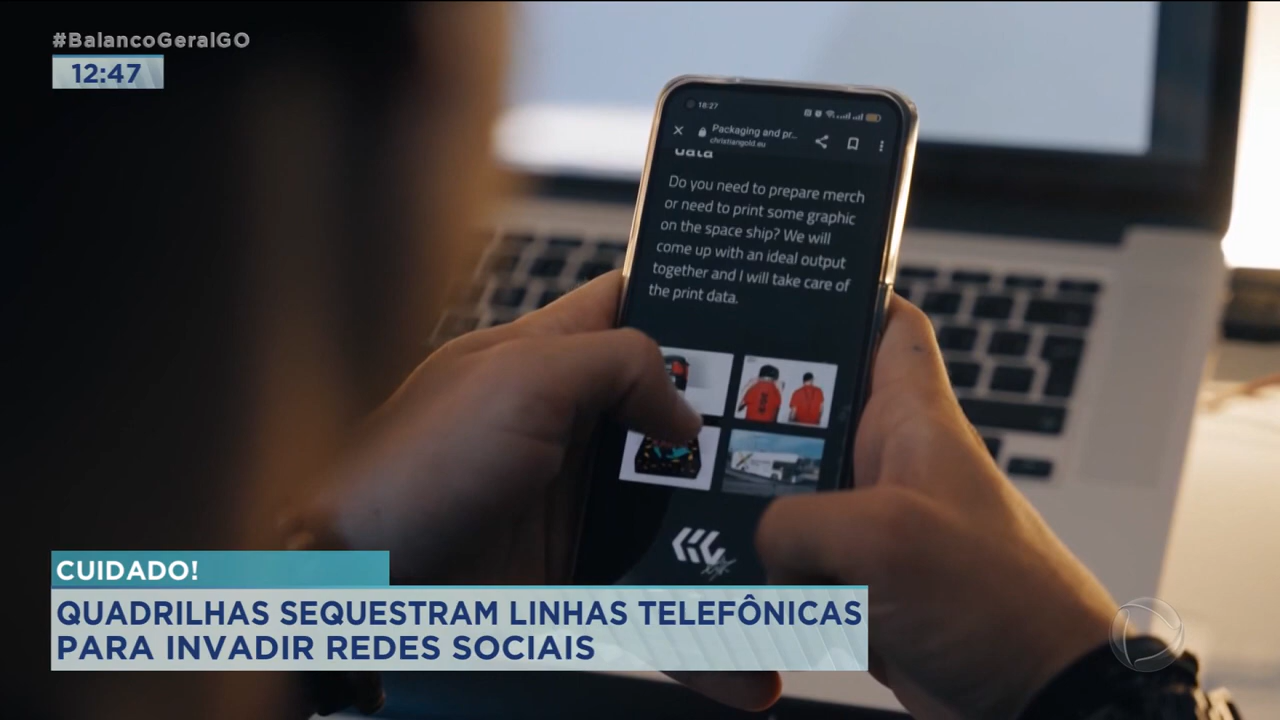 #BalancoGeralGO
12:47
18:27
Packaging and pr...
christiangold.eu
data
Do you need to prepare merch
or need to print some graphic
on the space ship? We will
come up with an ideal output
together and I will take care of
the print data.
CUIDADO!
QUADRILHAS SEQUESTRAM LINHAS TELEFÔNICAS
PARA INVADIR REDES SOCIAIS